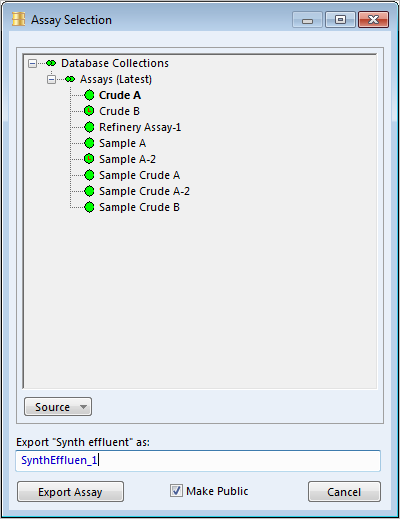 Assay Selection
Database Collections
Assays (Latest)
Crude A
Crude B
Refinery Assay-1
Sample A
Sample A-2
Sample Crude A
Sample Crude A-2
Sample Crude B
Source
Export "Synth effluent" as:
SynthEffluen_1
Export Assay
Make Public
Cancel